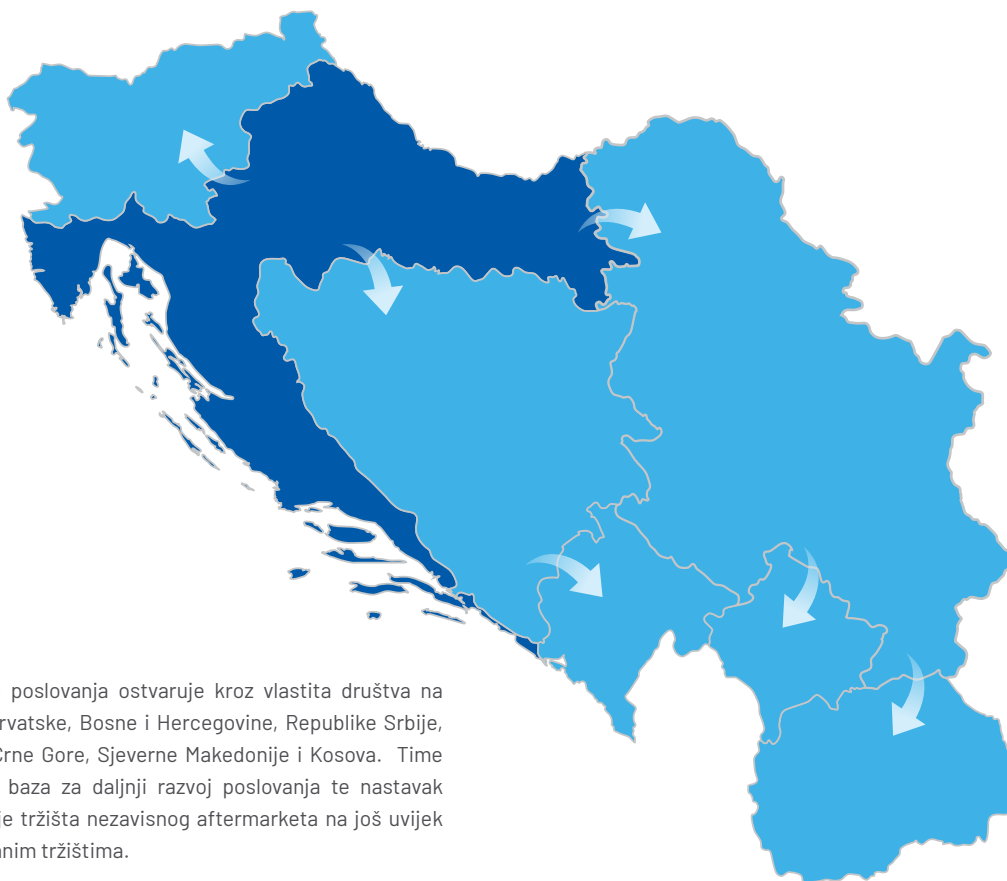 poslovanja ostvaruje kroz vlastita društva na
rvatske, Bosne i Hercegovine, Republike Srbije,
Crne Gore, Sjeverne Makedonije i Kosova. Time
baza za daljnji razvoj poslovanja te nastavak
je tržišta nezavisnog aftermarketa na još uvijek
anim tržištima.